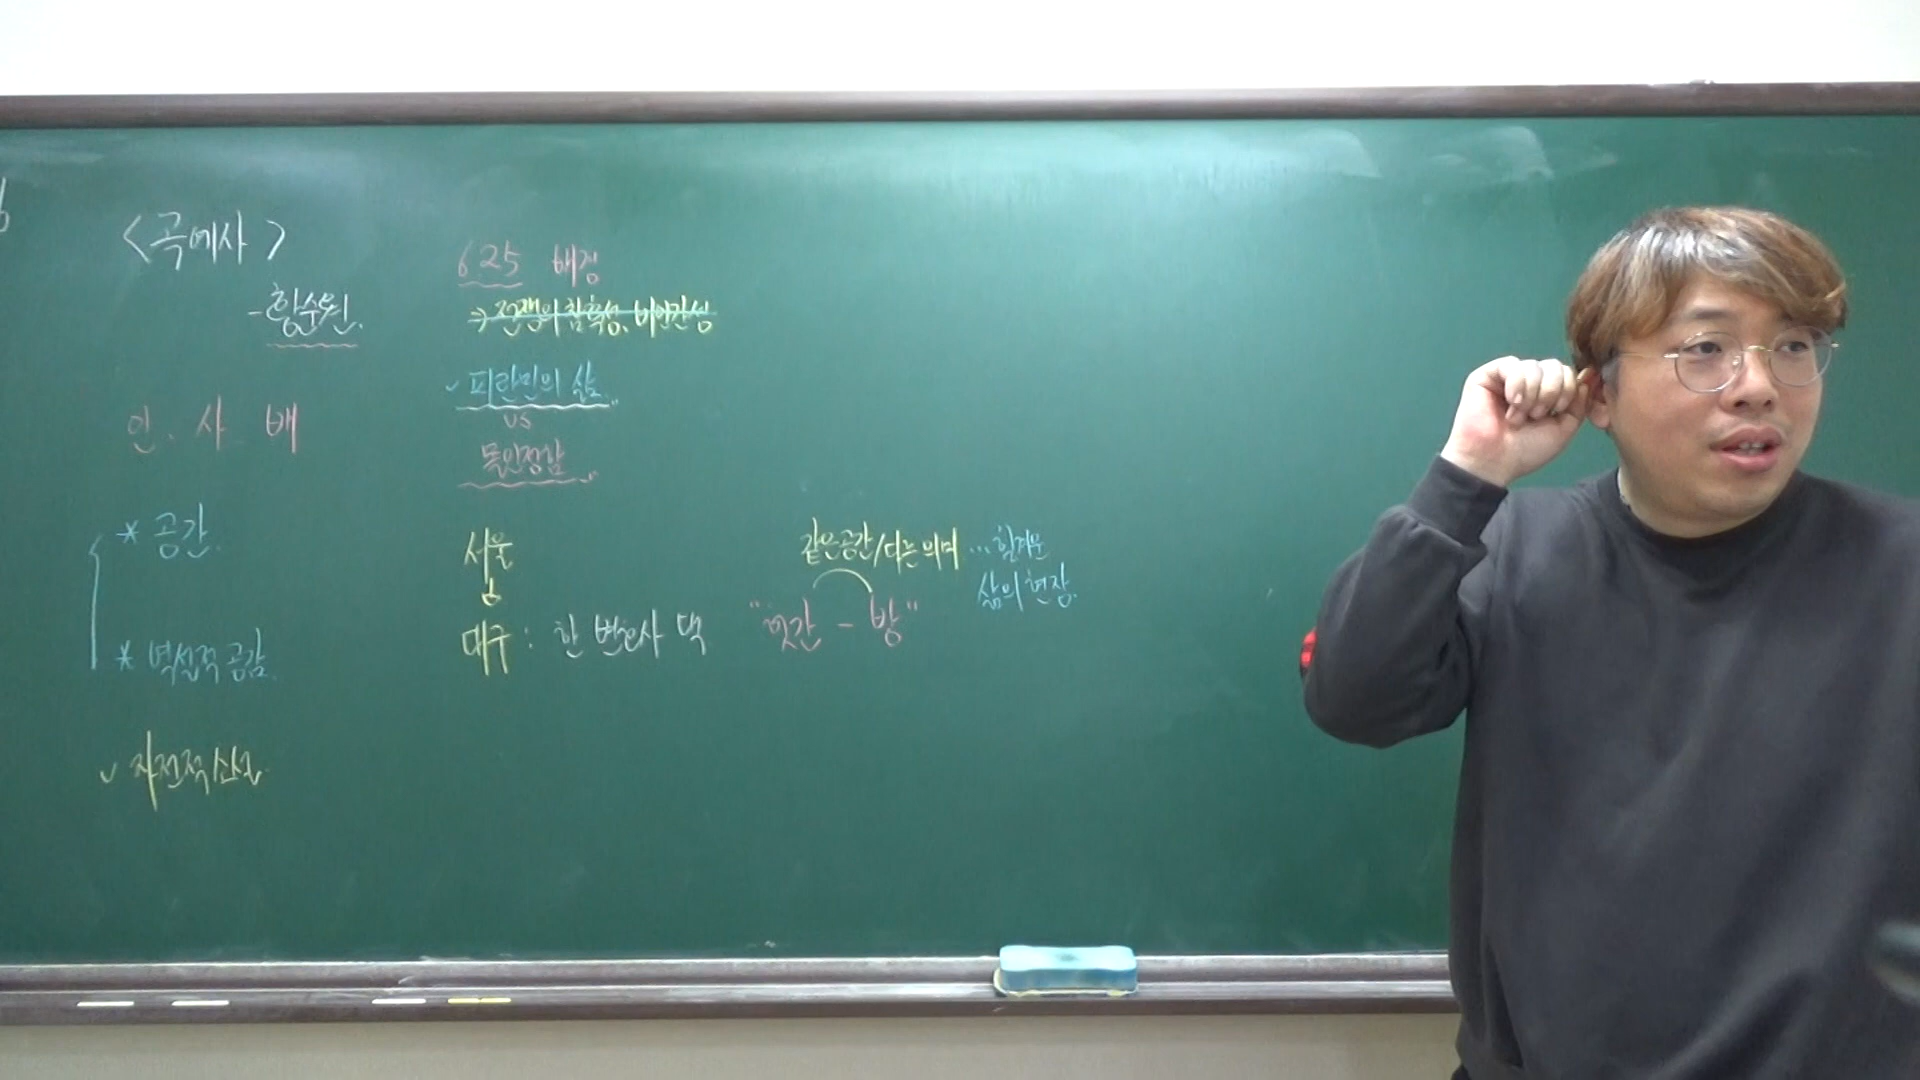 <곡예사>
-황순원.
인. 사 배
* 공간.
* 역설적 공간.
✓ 자전적 소설
6.25 배경
⇒ 전쟁의 참혹성, 비인간성
✓ 피란민의 삶
vs
몰인정함
서울
대구 : 한 변호사 댁 "헛간 - 방"
같은공간/다른의미 … 힘겨운
삶의 현장.